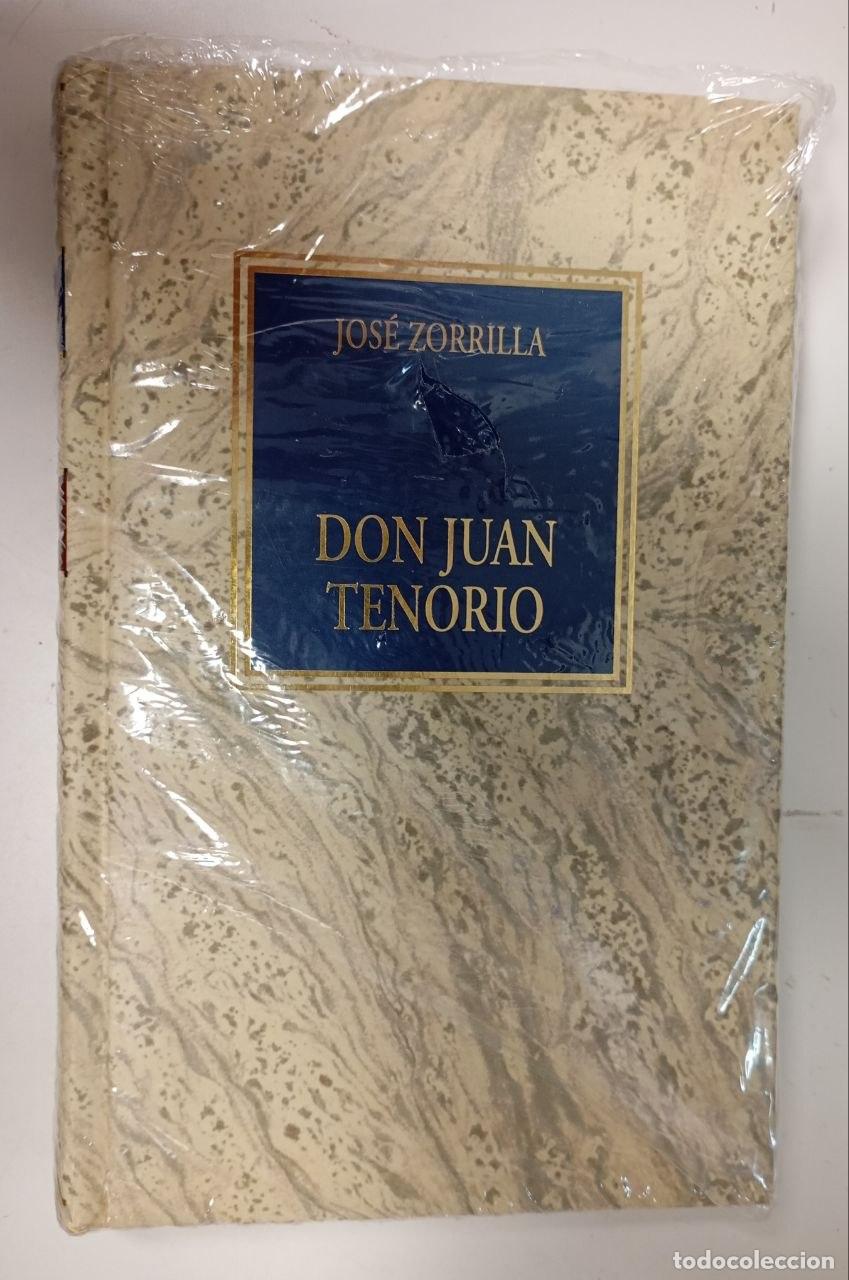 JOSÉ ZORRILLA
DON JUAN
TENORIO
todocoleccion